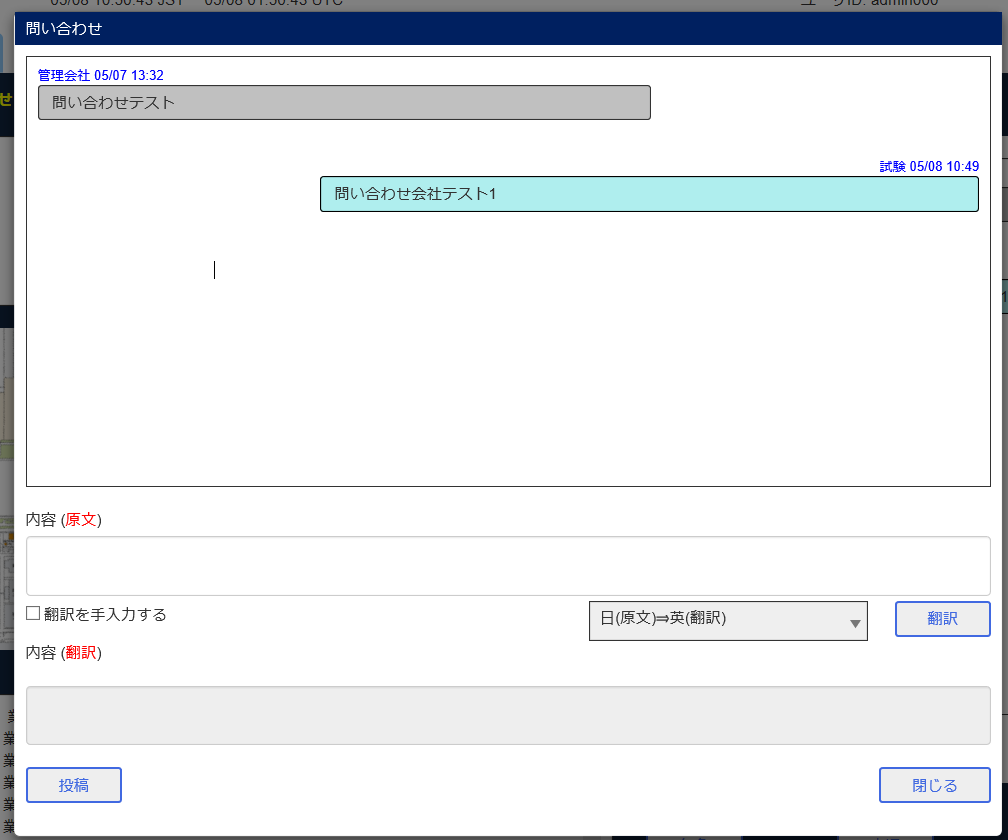 問い合わせ
管理会社 05/07 13:32
問い合わせテスト
試験 05/08 10:49
問い合わせ会社テスト1
内容 (原文)
翻訳を手入力する
日(原文)⇒英(翻訳)
翻訳
内容 (翻訳)
投稿
閉じる